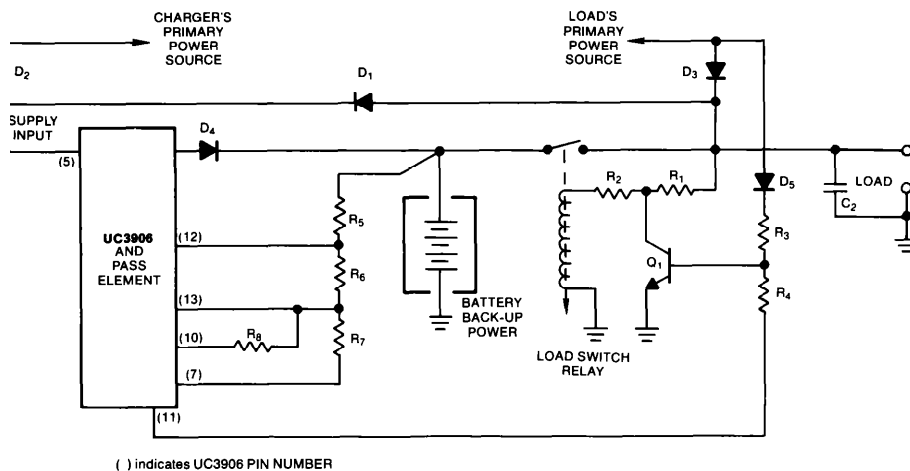 CHARGER'S
PRIMARY
POWER
SOURCE
LOAD'S
PRIMARY
POWER
SOURCE
D2
D1
D3
SUPPLY
INPUT
D4
(5)
R2
R1
D5
LOAD
C2
R5
UC3906
AND
PASS
ELEMENT
(12)
R6
R3
Q1
(13)
R4
BATTERY
BACK-UP
POWER
(10)
R8
R7
LOAD SWITCH
RELAY
(7)
(11)
( ) indicates UC3906 PIN NUMBER